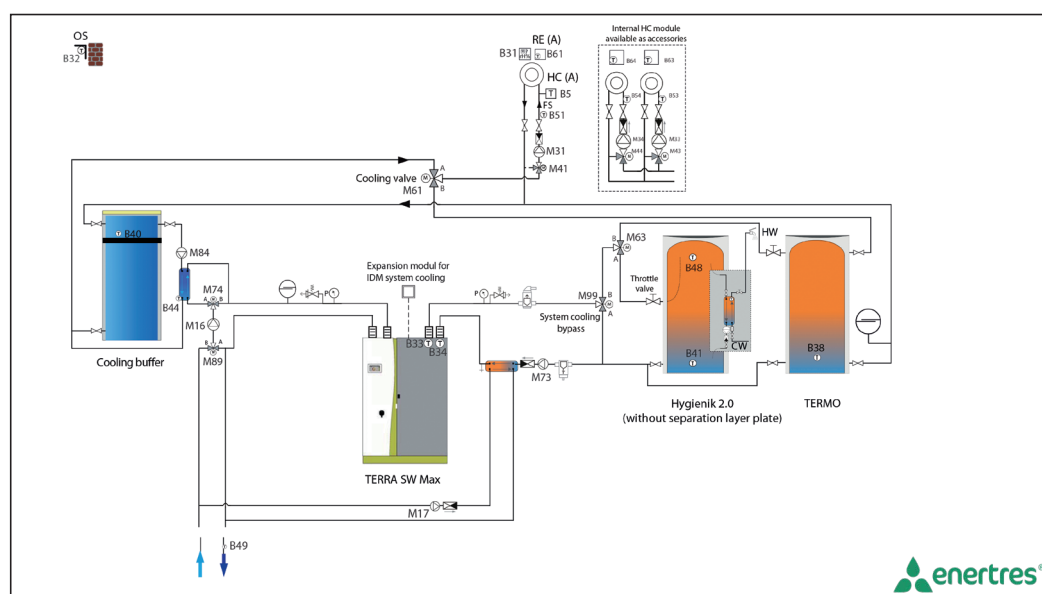 OS
T
B32
RE (A)
B31
RF
diff%
T
B61
HC (A)
T
B5
FS
T
B51
M31
M
M41
Internal HC module
available as accessories
T
B64
T
B63
T
B54
T
B53
M34
M33
M44
M
M43
M
Cooling valve
M
A
B
M61
T
B40
M84
M74
A
M
B
T
B44
M16
B
A
M
M89
Cooling buffer
P
Expansion modul for
IDM system cooling
B33
T
T
B34
P
TERRA SW Max
M73
M17
B49
B
M63
M
A
M99
B
M
A
System cooling
bypass
Throttle
valve
B48
T
B41
T
CW
HW
B38
T
Hygienik 2.0
(without separation layer plate)
TERMO
enertres®